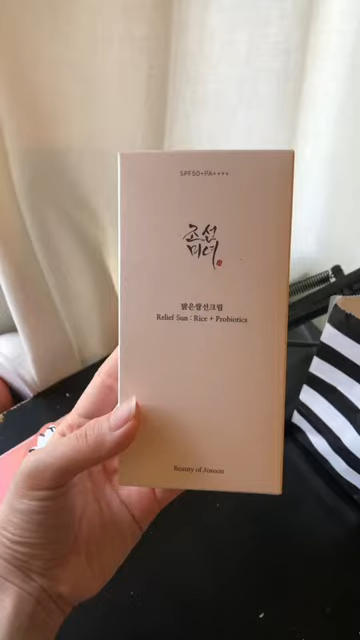 SPF50+PA++++
조선
미녀
맑은쌀선크림
Relief Sun : Rice + Probiotics
Beauty of Joseon